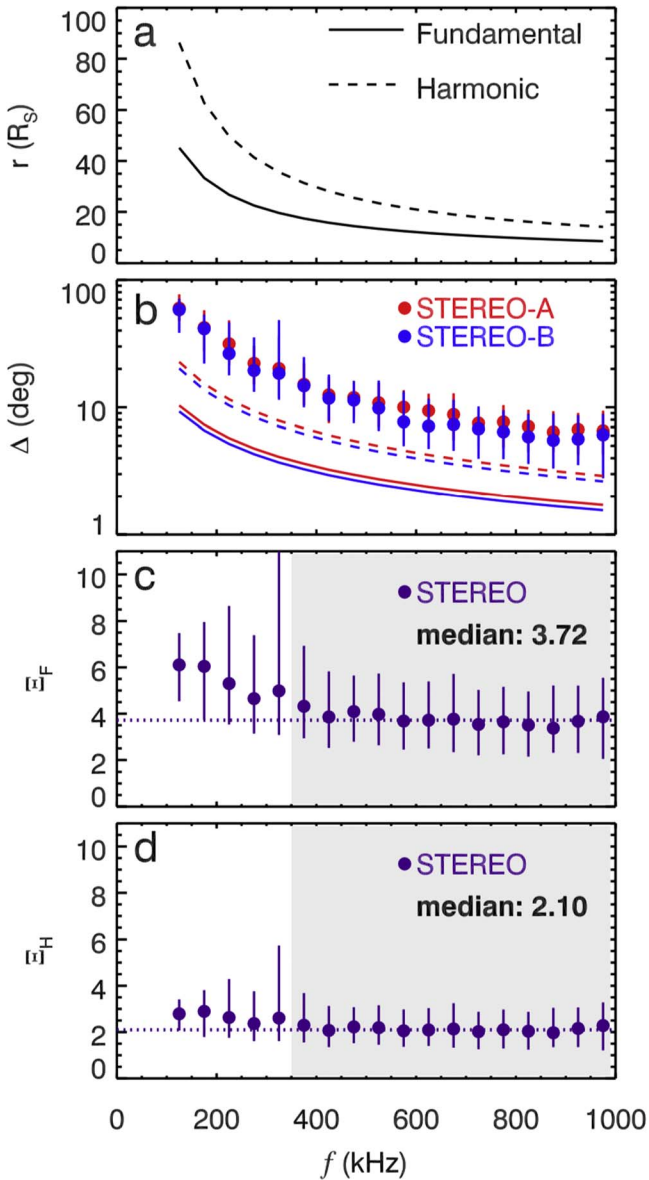 100
80
60
40
20
0
r (R_S)
a
Fundamental
Harmonic
100
10
1
Δ (deg)
b
STEREO-A
STEREO-B
10
8
6
4
2
0
Ξ_F
c
STEREO
median: 3.72
10
8
6
4
2
0
Ξ_H
d
STEREO
median: 2.10
0 200 400 600 800 1000
f (kHz)